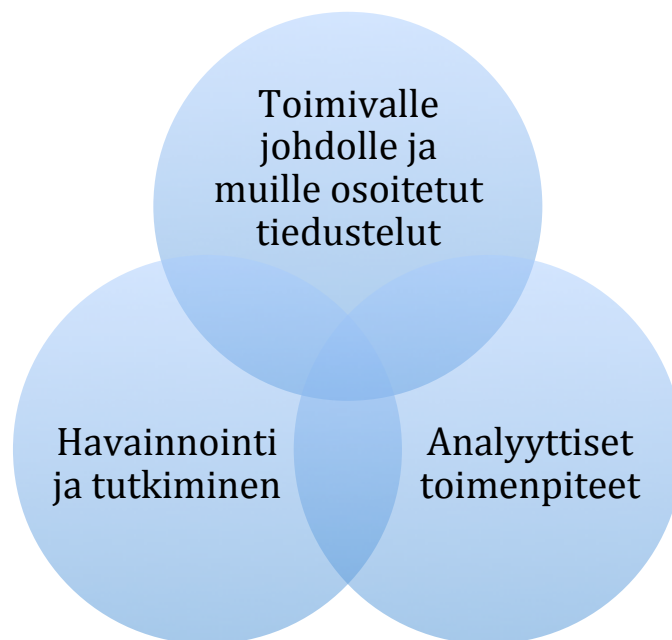 Toimivalle
johdolle ja
muille osoitetut
tiedustelut
Havainnointi
ja tutkiminen
Analyyttiset
toimenpiteet